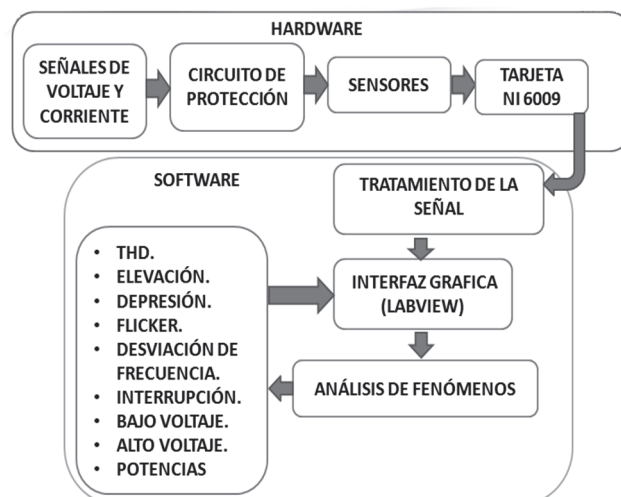 HARDWARE
SEÑALES DE
VOLTAJE Y
CORRIENTE
CIRCUITO DE
PROTECCIÓN
SENSORES
TARJETA
NI 6009
SOFTWARE
TRATAMIENTO DE LA
SEÑAL
INTERFAZ GRAFICA
(LABVIEW)
ANÁLISIS DE FENÓMENOS
• THD.
• ELEVACIÓN.
• DEPRESIÓN.
• FLICKER.
• DESVIACIÓN DE
FRECUENCIA.
• INTERRUPCIÓN.
• BAJO VOLTAJE.
• ALTO VOLTAJE.
• POTENCIAS